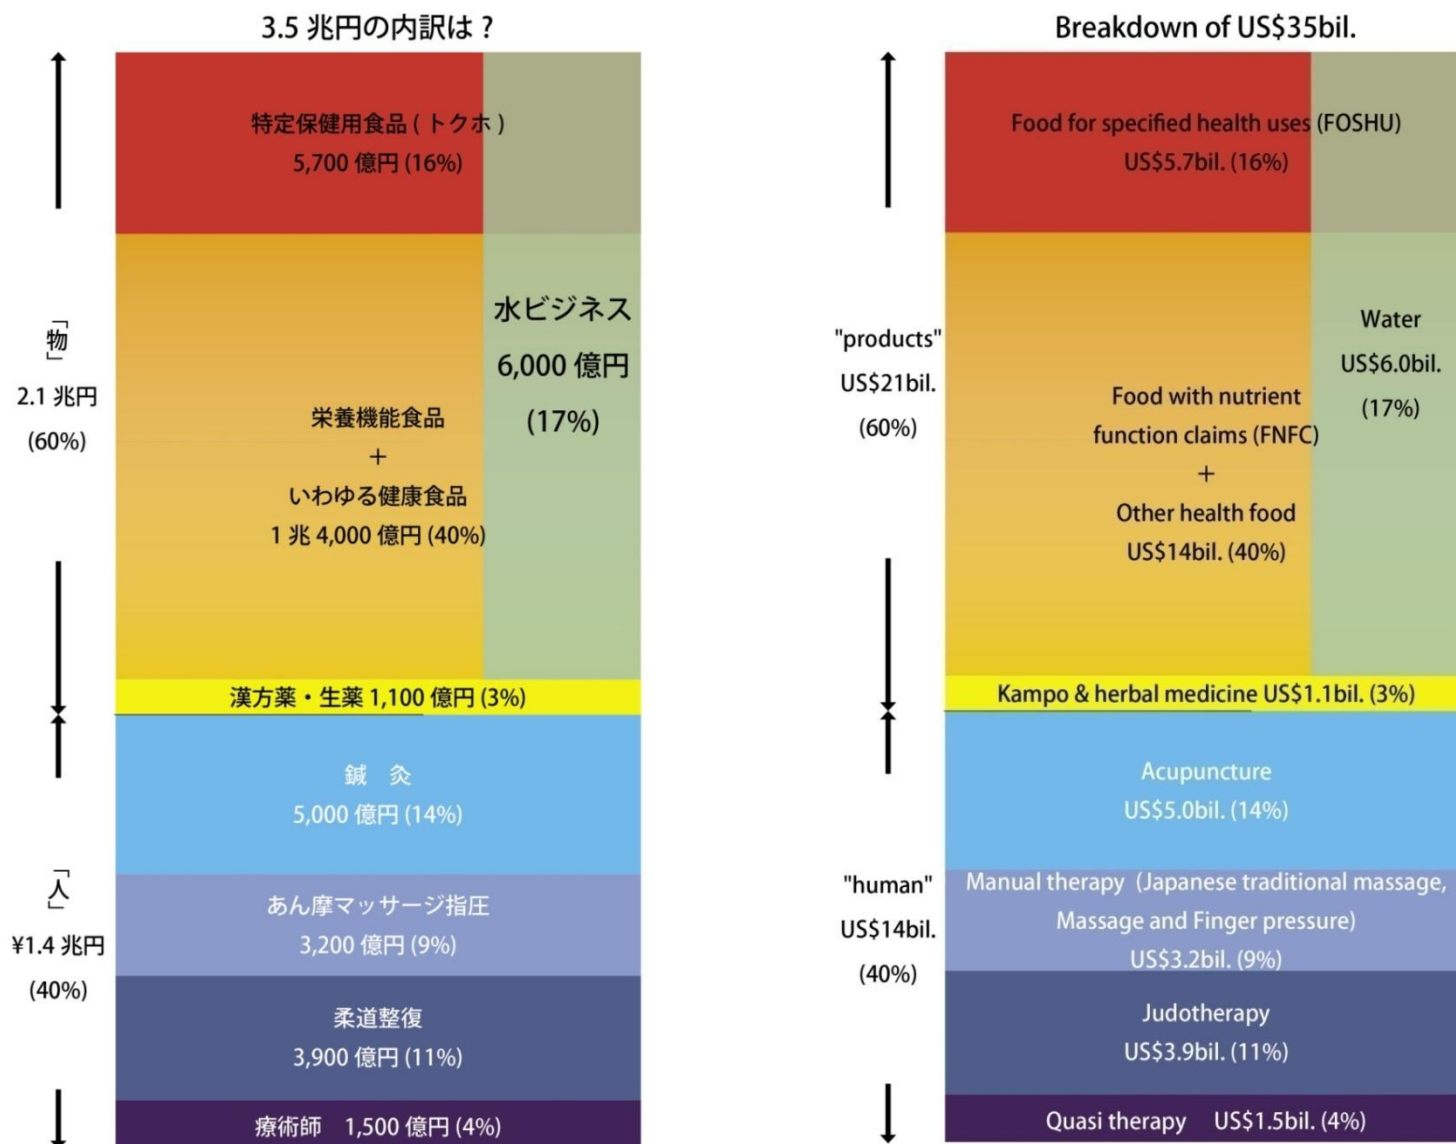 3.5 兆円の内訳は ?
特定保健用食品 ( トクホ )
5,700 億円 (16%)
水ビジネス
6,000 億円
(17%)
「物」
2.1 兆円
(60%)
栄養機能食品
+
いわゆる健康食品
1 兆 4,000 億円 (40%)
漢方薬・生薬 1,100 億円 (3%)
鍼 灸
5,000 億円 (14%)
「人」
¥1.4 兆円
(40%)
あん摩マッサージ指圧
3,200 億円 (9%)
柔道整復
3,900 億円 (11%)
療術師 1,500 億円 (4%)
Breakdown of US$35bil.
Food for specified health uses (FOSHU)
US$5.7bil. (16%)
Water
US$6.0bil.
(17%)
"products"
US$21bil.
(60%)
Food with nutrient
function claims (FNFC)
+
Other health food
US$14bil. (40%)
Kampo & herbal medicine US$1.1bil. (3%)
Acupuncture
US$5.0bil. (14%)
"human"
US$14bil.
(40%)
Manual therapy (Japanese traditional massage,
Massage and Finger pressure)
US$3.2bil. (9%)
Judotherapy
US$3.9bil. (11%)
Quasi therapy US$1.5bil. (4%)